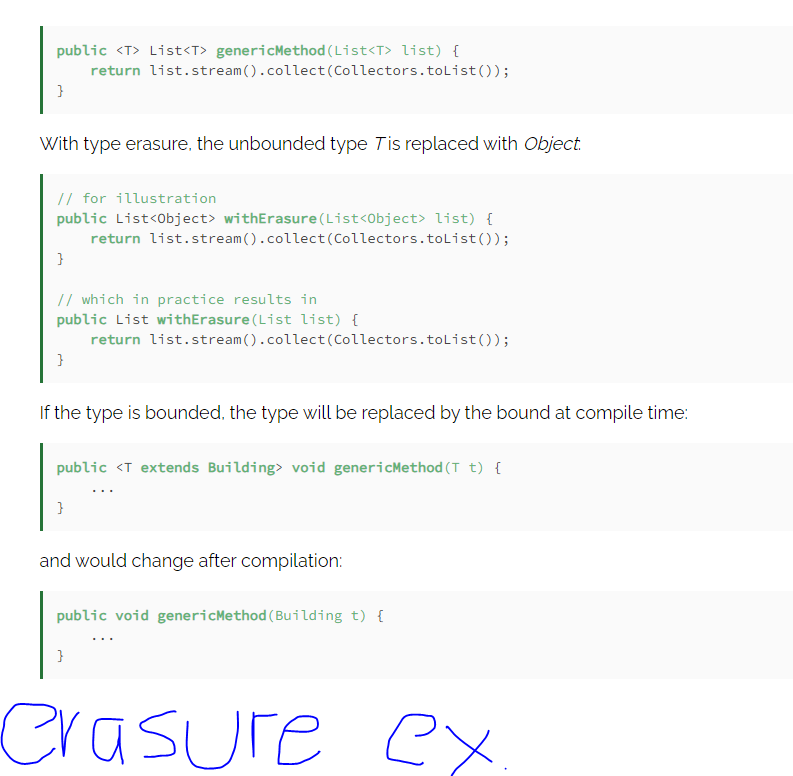 public <T> List<T> genericMethod(List<T> list) {
    return list.stream().collect(Collectors.toList());
}
With type erasure, the unbounded type T is replaced with Object:
// for illustration
public List<Object> withErasure(List<Object> list) {
    return list.stream().collect(Collectors.toList());
}
// which in practice results in
public List withErasure(List list) {
    return list.stream().collect(Collectors.toList());
}
If the type is bounded, the type will be replaced by the bound at compile time:
public <T extends Building> void genericMethod(T t) {
    ...
}
and would change after compilation:
public void genericMethod(Building t) {
    ...
}
erasure ex.